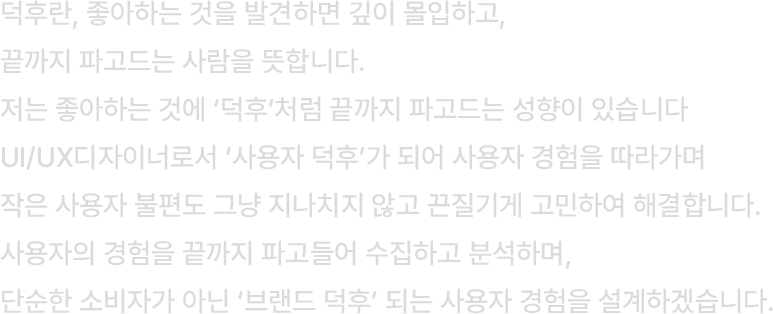 덕후란, 좋아하는 것을 발견하면 깊이 몰입하고,
끝까지 파고드는 사람을 뜻합니다.
저는 좋아하는 것에 ‘덕후’처럼 끝까지 파고드는 성향이 있습니다
UI/UX디자이너로서 ‘사용자 덕후’가 되어 사용자 경험을 따라가며
작은 사용자 불편도 그냥 지나치지 않고 끈질기게 고민하여 해결합니다.
사용자의 경험을 끝까지 파고들어 수집하고 분석하며,
단순한 소비자가 아닌 ‘브랜드 덕후’ 되는 사용자 경험을 설계하겠습니다.